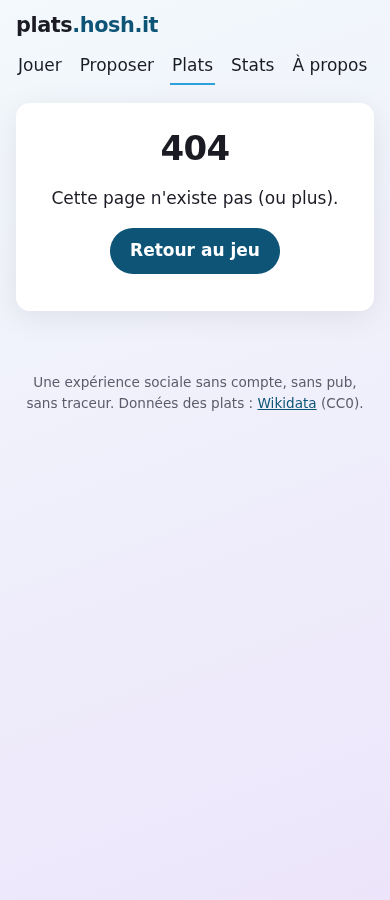 plats.hosh.it
Jouer Proposer Plats Stats À propos
404
Cette page n'existe pas (ou plus).
Retour au jeu
Une expérience sociale sans compte, sans pub,
sans traceur. Données des plats : Wikidata (CC0).